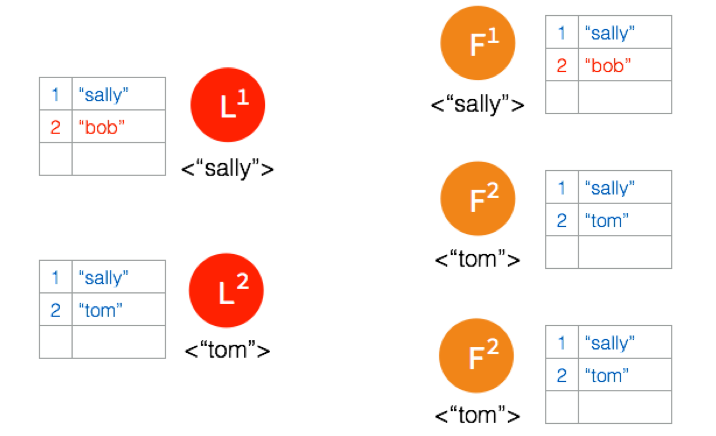 1 "sally"
2 "bob"
L¹
<"sally">
1 "sally"
2 "tom"
L²
<"tom">
F¹
<"sally">
1 "sally"
2 "bob"
F²
<"tom">
1 "sally"
2 "tom"
F²
<"tom">
1 "sally"
2 "tom"